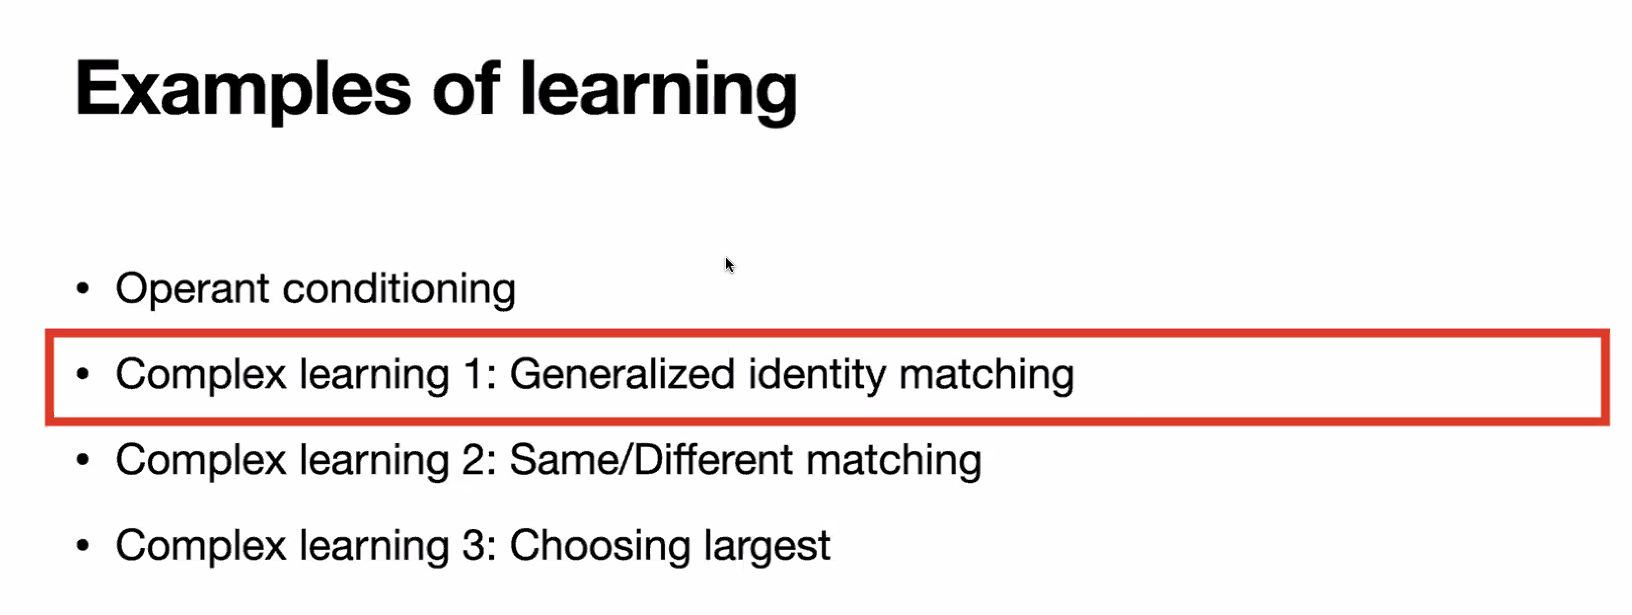 Examples of learning
• Operant conditioning
• Complex learning 1: Generalized identity matching
• Complex learning 2: Same/Different matching
• Complex learning 3: Choosing largest